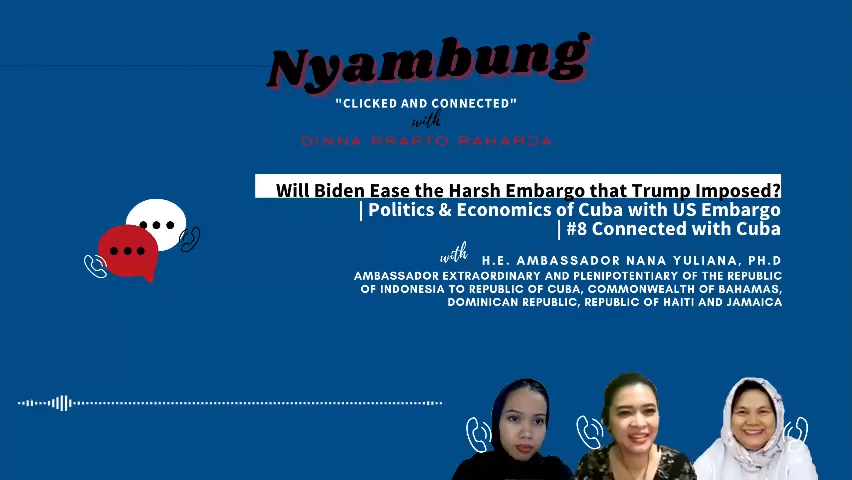 Nyambung
"CLICKED AND CONNECTED"
with
DINNA PRAPTO RAHARJA
Will Biden Ease the Harsh Embargo that Trump Imposed?
| Politics & Economics of Cuba with US Embargo
| #8 Connected with Cuba
with H.E. AMBASSADOR NANA YULIANA, PH.D
AMBASSADOR EXTRAORDINARY AND PLENIPOTENTIARY OF THE REPUBLIC
OF INDONESIA TO REPUBLIC OF CUBA, COMMONWEALTH OF BAHAMAS,
DOMINICAN REPUBLIC, REPUBLIC OF HAITI AND JAMAICA